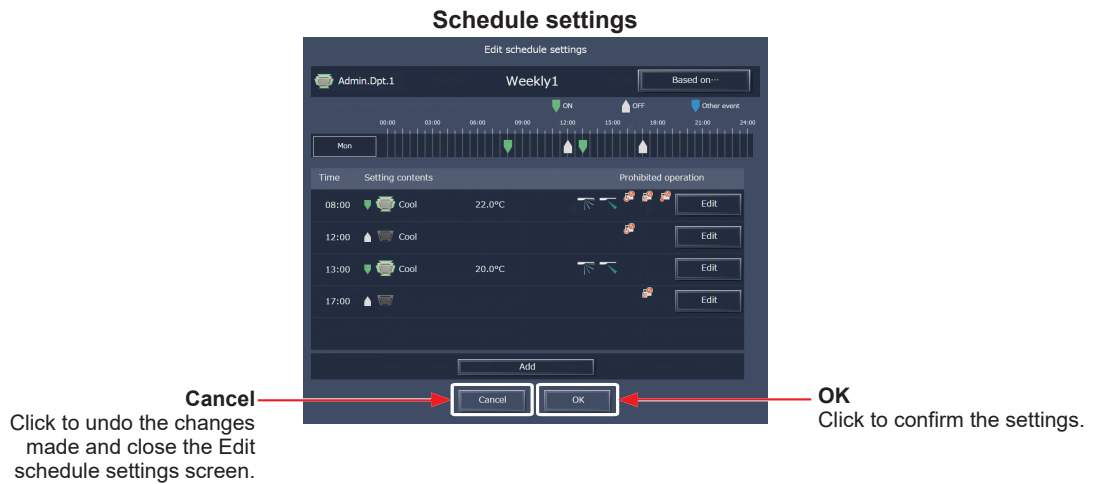 Schedule settings
Edit schedule settings
Admin.Dpt.1 Weekly1 Based on…
ON OFF Other event
00:00 03:00 06:00 09:00 12:00 15:00 18:00 21:00 24:00
Mon
Time Setting contents Prohibited operation
08:00 Cool 22.0°C Edit
12:00 Cool Edit
13:00 Cool 20.0°C Edit
17:00 Edit
Add
Cancel OK
Cancel
Click to undo the changes
made and close the Edit
schedule settings screen.
OK
Click to confirm the settings.